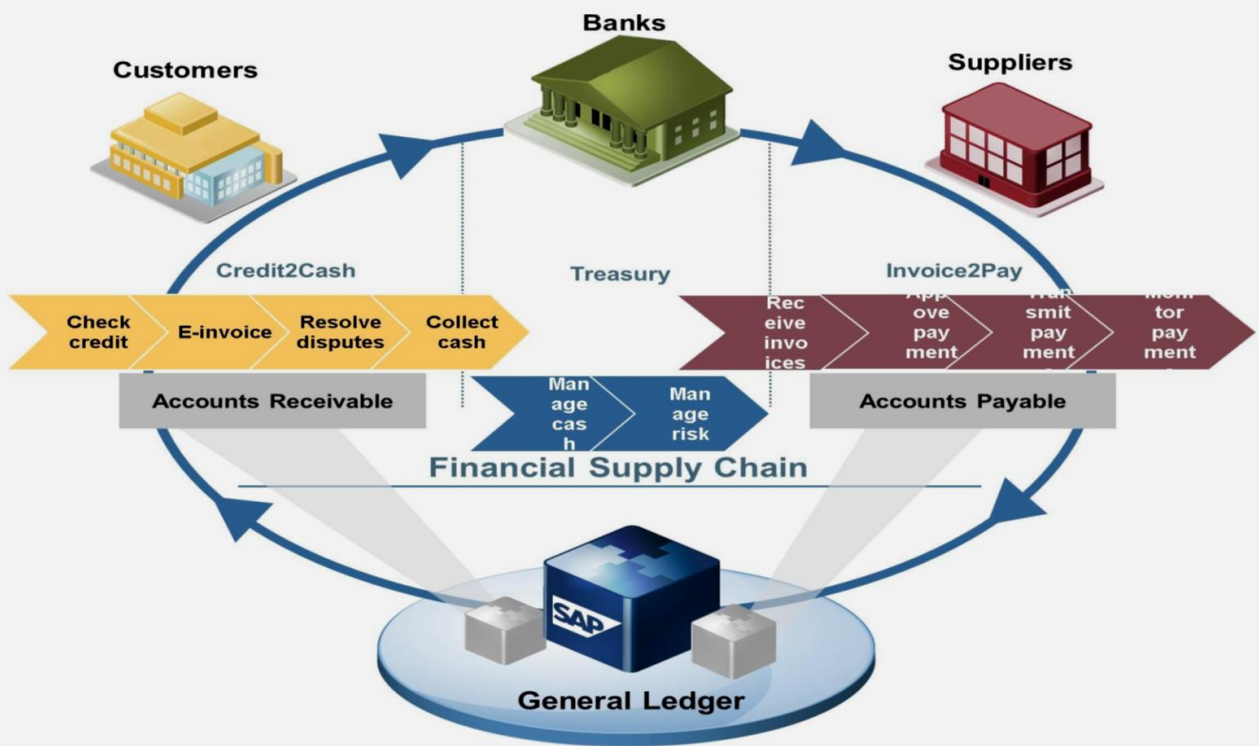 Banks
Customers
Suppliers
Credit2Cash
Treasury
Invoice2Pay
Check
credit
E-invoice
Resolve
disputes
Collect
cash
Rec
eive
invo
ices
ove
pay
ment
smit
pay
ment
tor
pay
ment
Accounts Receivable
Man
age
cas
h
Man
age
risk
Accounts Payable
Financial Supply Chain
SAP
General Ledger